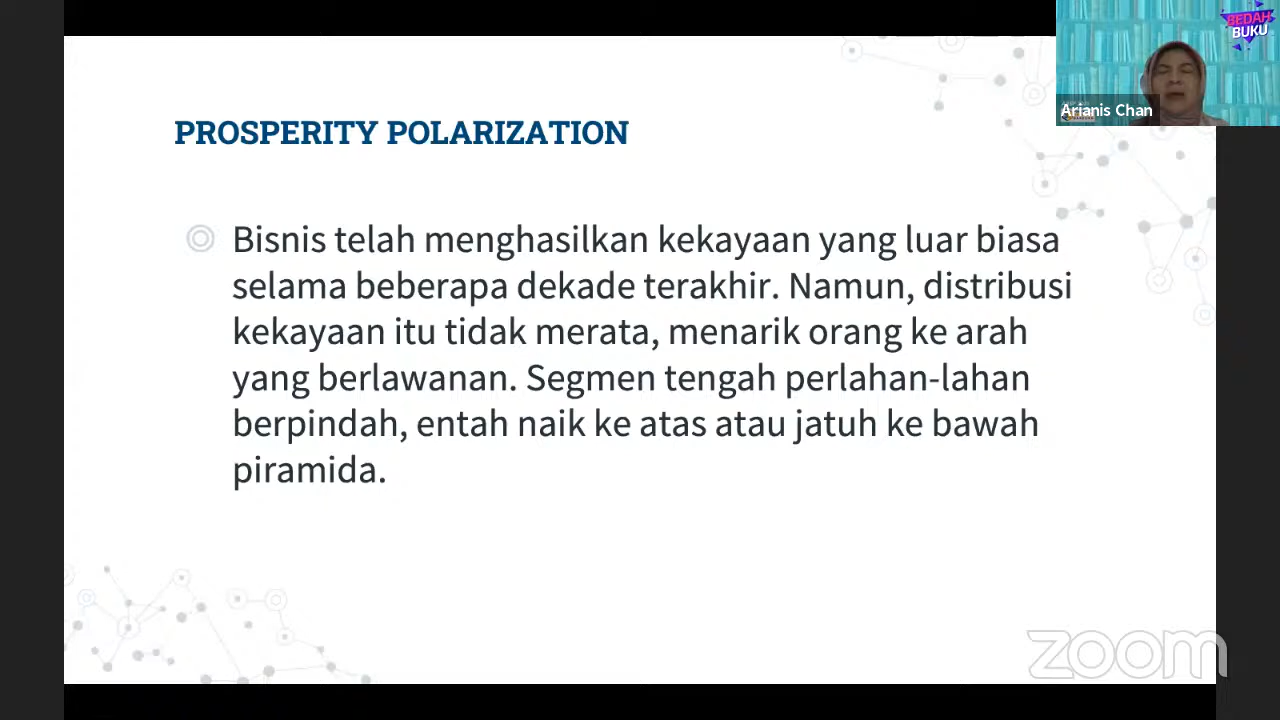 BEDAH
BUKU
Arianis Chan
PROSPERITY POLARIZATION
Bisnis telah menghasilkan kekayaan yang luar biasa
selama beberapa dekade terakhir. Namun, distribusi
kekayaan itu tidak merata, menarik orang ke arah
yang berlawanan. Segmen tengah perlahan-lahan
berpindah, entah naik ke atas atau jatuh ke bawah
piramida.
zoom